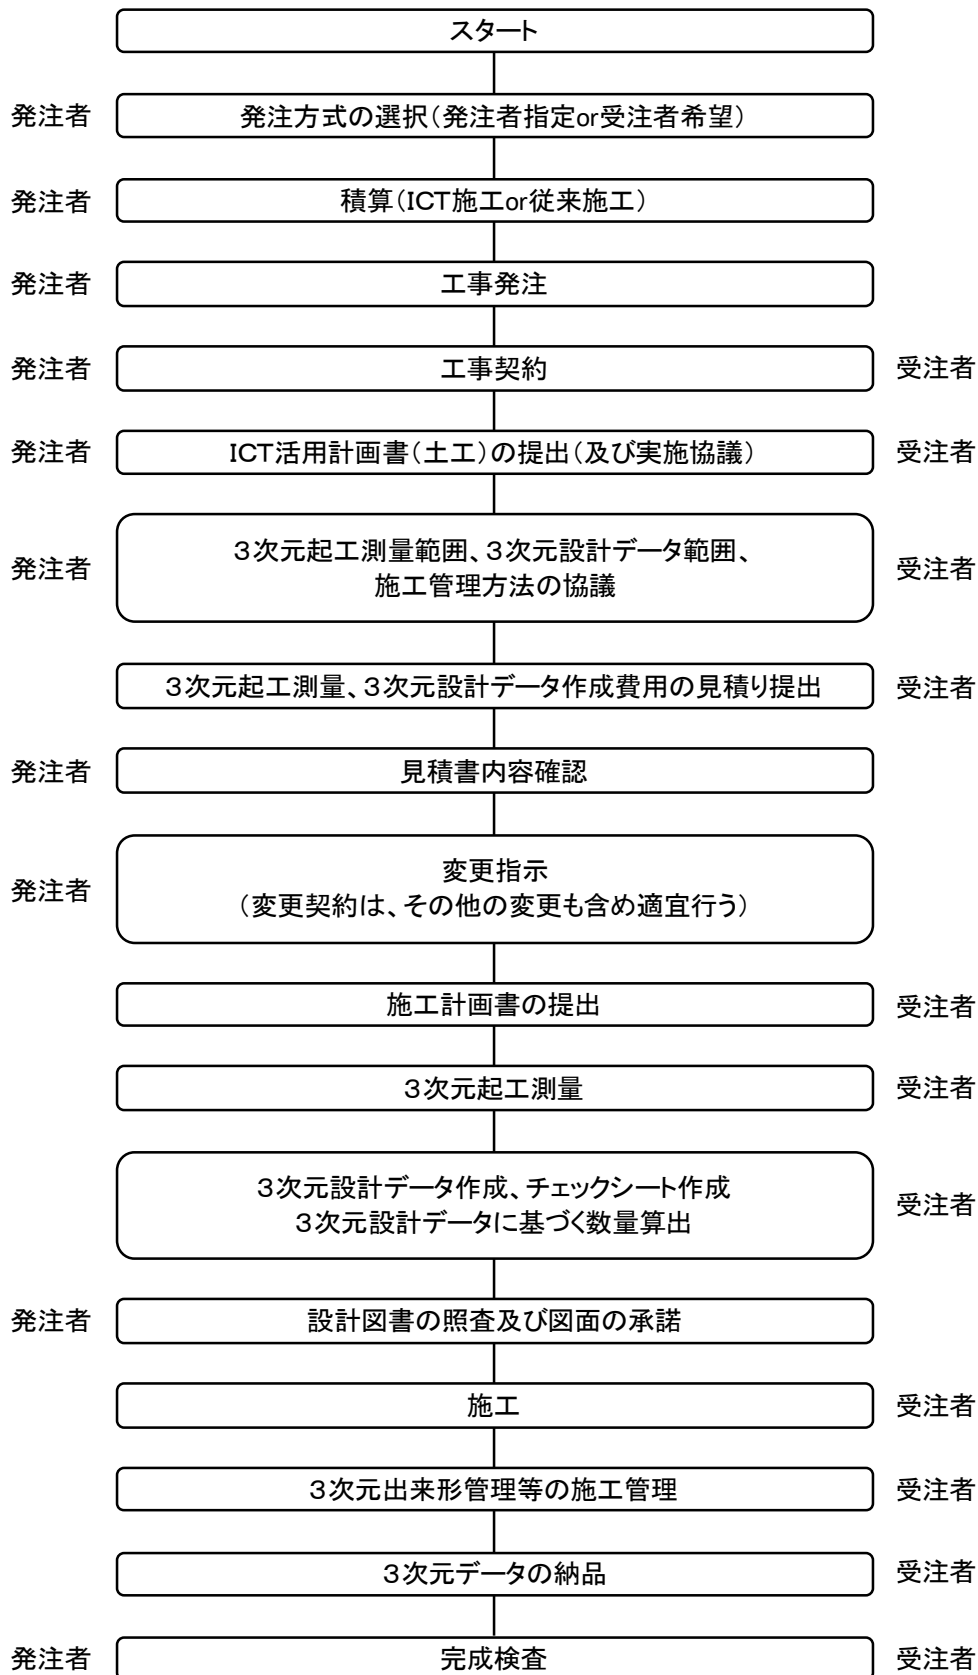 スタート
発注者 発注方式の選択（発注者指定or受注者希望）
発注者 積算（ICT施工or従来施工）
発注者 工事発注
発注者 工事契約 受注者
発注者 ICT活用計画書（土工）の提出（及び実施協議） 受注者
３次元起工測量範囲、３次元設計データ範囲、
発注者 施工管理方法の協議 受注者
３次元起工測量、３次元設計データ作成費用の見積り提出 受注者
発注者 見積書内容確認
変更指示
発注者 （変更契約は、その他の変更も含め適宜行う）
施工計画書の提出 受注者
３次元起工測量 受注者
３次元設計データ作成、チェックシート作成
３次元設計データに基づく数量算出 受注者
発注者 設計図書の照査及び図面の承諾
施工 受注者
３次元出来形管理等の施工管理 受注者
３次元データの納品 受注者
発注者 完成検査 受注者